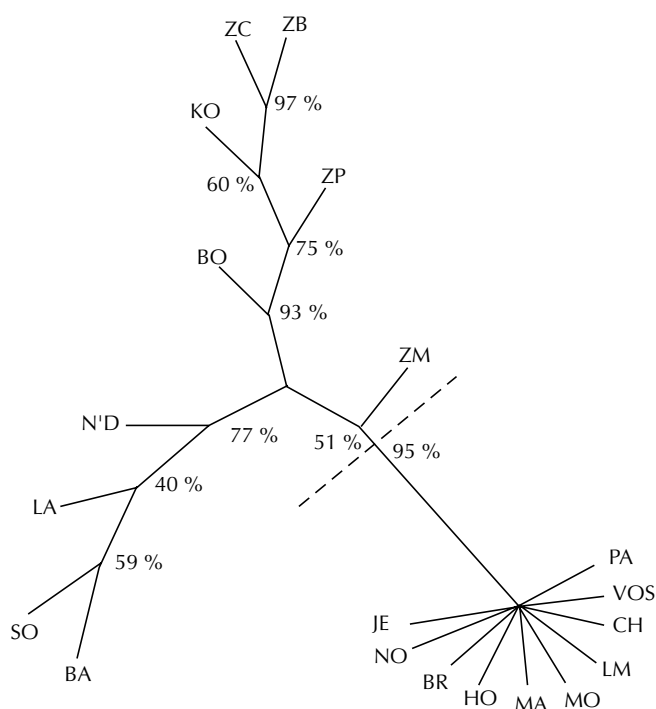 ZC
ZB
KO
97 %
60 %
ZP
75 %
BO
93 %
ZM
N'D
77 %
51 %
95 %
LA
40 %
59 %
SO
BA
PA
VOS
JE
CH
NO
LM
BR
HO
MA
MO